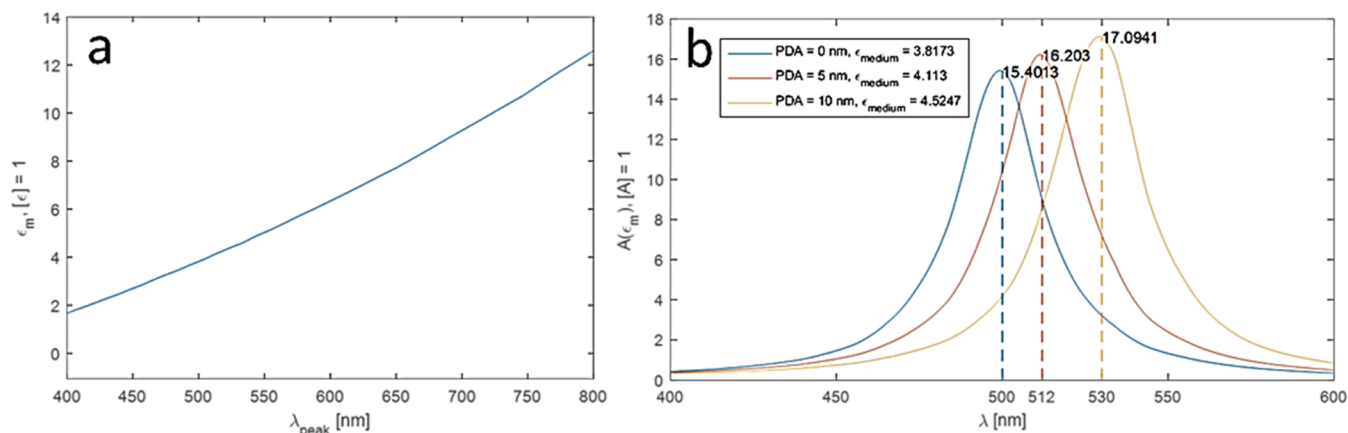 a
14
12
10
8
6
4
2
0
ϵm, [ϵ] = 1
400 450 500 550 600 650 700 750 800
λpeak [nm]
b
18
16
14
12
10
8
6
4
2
0
A(ϵm), [A] = 1
PDA = 0 nm, ϵmedium = 3.8173
PDA = 5 nm, ϵmedium = 4.113
PDA = 10 nm, ϵmedium = 4.5247
17.0941
16.203
15.4013
400 450 500 512 530 550 600
λ [nm]